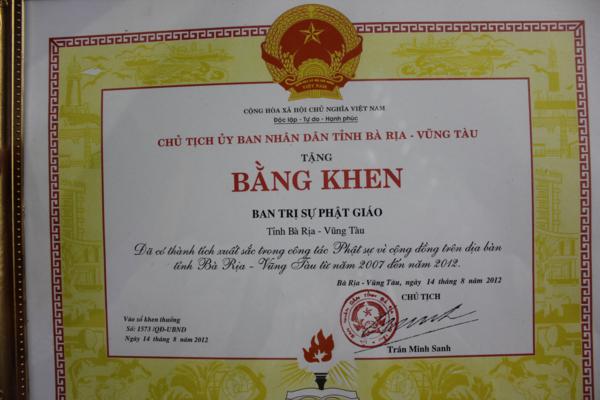 VIỆT NAM
CỘNG HÒA XÃ HỘI CHỦ NGHĨA VIỆT NAM
Độc lập - Tự do - Hạnh phúc
CHỦ TỊCH ỦY BAN NHÂN DÂN TỈNH BÀ RỊA - VŨNG TÀU
TẶNG
BẰNG KHEN
BAN TRỊ SỰ PHẬT GIÁO
Tỉnh Bà Rịa - Vũng Tàu
Đã có thành tích xuất sắc trong công tác Phật sự vì cộng đồng trên địa bàn
tỉnh Bà Rịa - Vũng Tàu từ năm 2007 đến năm 2012.
Bà Rịa - Vũng Tàu, ngày 14 tháng 8 năm 2012
CHỦ TỊCH
Vào sổ khen thưởng
Số: 1573 /QĐ-UBND
Ngày 14 tháng 8 năm 2012
Trần Minh Sanh